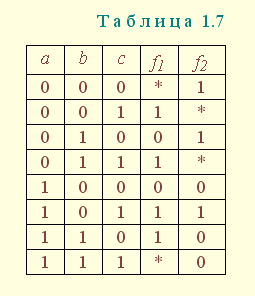 Таблица 1.7
a b c f1 f2
0 0 0 * 1
0 0 1 1 *
0 1 0 0 1
0 1 1 1 *
1 0 0 0 0
1 0 1 1 1
1 1 0 1 0
1 1 1 * 0